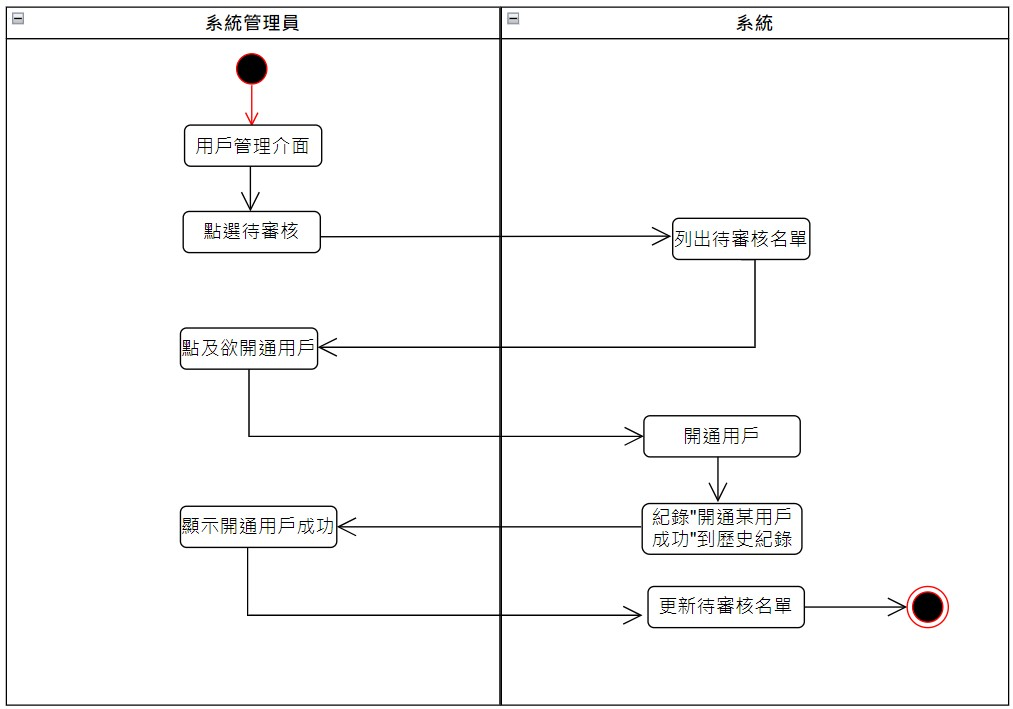 系統管理員
系統
用戶管理介面
點選待審核
列出待審核名單
點及欲開通用戶
開通用戶
紀錄"開通某用戶
成功"到歷史紀錄
顯示開通用戶成功
更新待審核名單